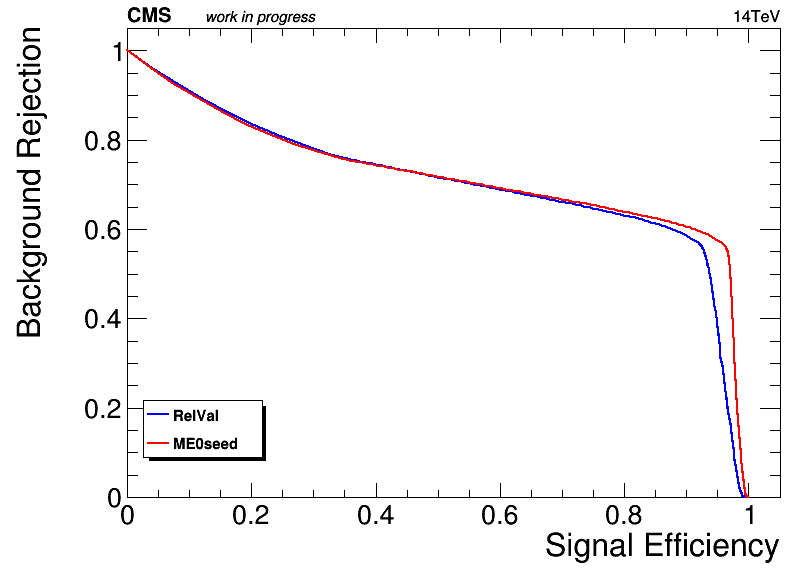 CMS work in progress 14TeV
Background Rejection
1
0.8
0.6
0.4
0.2
0
RelVal
ME0seed
0 0.2 0.4 0.6 0.8 1
Signal Efficiency